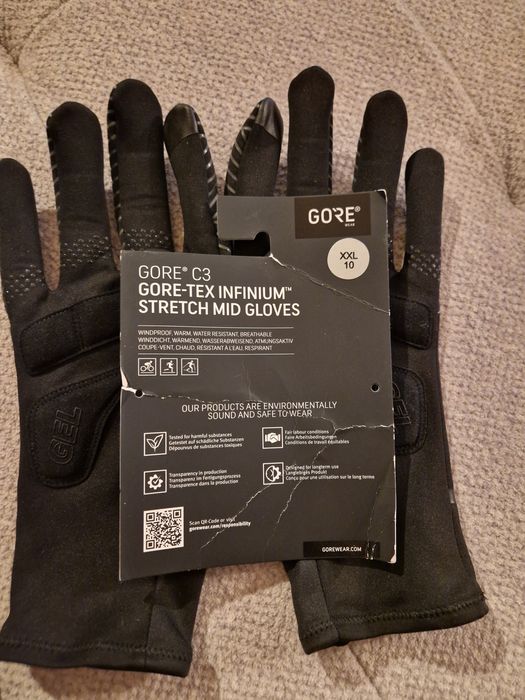 GORE®
WEAR
XXL
10
GORE® C3
GORE-TEX INFINIUM™
STRETCH MID GLOVES
WINDPROOF, WARM, WATER RESISTANT, BREATHABLE
WINDDICHT, WÄRMEND, WASSERABWEISEND, ATMUNGSAKTIV
COUPE-VENT, CHAUD, RÉSISTANT À L'EAU, RESPIRANT
OUR PRODUCTS ARE ENVIRONMENTALLY
SOUND AND SAFE TO WEAR
Tested for harmful substances
Getestet auf schädliche Substanzen
Dépourvus de substances toxiques
Fair labour conditions
Faire Arbeitsbedingungen
Conditions de travail équitables
Transparency in production
Transparenz im Fertigungsprozess
Transparence dans la production
Designed for longterm use
Langlebiges Produkt
Conçu pour une utilisation sur le long terme
Scan QR-Code or visit
gorewear.com/responsibility
GOREWEAR.COM
GEL
GEL